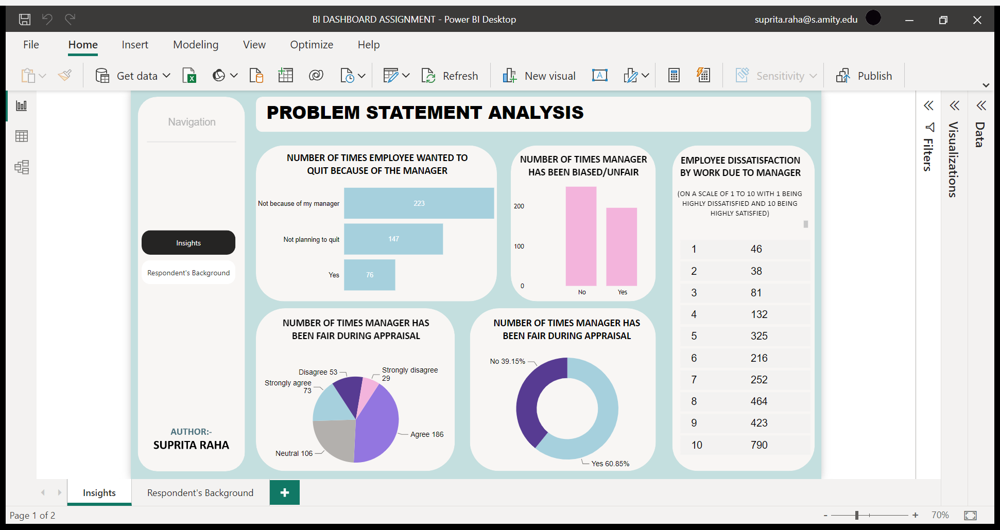 BI DASHBOARD ASSIGNMENT - Power BI Desktop
suprita.raha@s.amity.edu
File
Home
Insert
Modeling
View
Optimize
Help
Get data
Refresh
New visual
A
Sensitivity
Publish
Navigation
Insights
Respondent's Background
AUTHOR:-
SUPRITA RAHA
PROBLEM STATEMENT ANALYSIS
NUMBER OF TIMES EMPLOYEE WANTED TO
QUIT BECAUSE OF THE MANAGER
Not because of my manager
223
Not planning to quit
147
Yes
76
NUMBER OF TIMES MANAGER
HAS BEEN BIASED/UNFAIR
200
100
0
No
Yes
EMPLOYEE DISSATISFACTION
BY WORK DUE TO MANAGER
(ON A SCALE OF 1 TO 10 WITH 1 BEING
HIGHLY DISSATISFIED AND 10 BEING
HIGHLY SATISFIED)
1 46
2 38
3 81
4 132
5 325
6 216
7 252
8 464
9 423
10 790
NUMBER OF TIMES MANAGER HAS
BEEN FAIR DURING APPRAISAL
Disagree 53
Strongly disagree
29
Strongly agree
73
Agree 186
Neutral 106
NUMBER OF TIMES MANAGER HAS
BEEN FAIR DURING APPRAISAL
No 39.15%
Yes 60.85%
Filters
Visualizations
Data
Insights
Respondent's Background
Page 1 of 2
- + 70%